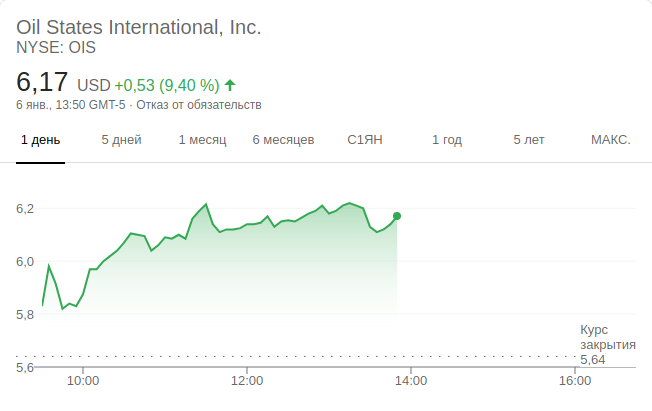 Oil States International, Inc.
NYSE: OIS
6,17 USD +0,53 (9,40 %)
6 янв., 13:50 GMT-5 · Отказ от обязательств
1 день 5 дней 1 месяц 6 месяцев С1ЯН 1 год 5 лет МАКС.
6,2
6,0
5,8
Курс
закрытия
5,64
5,6
10:00 12:00 14:00 16:00